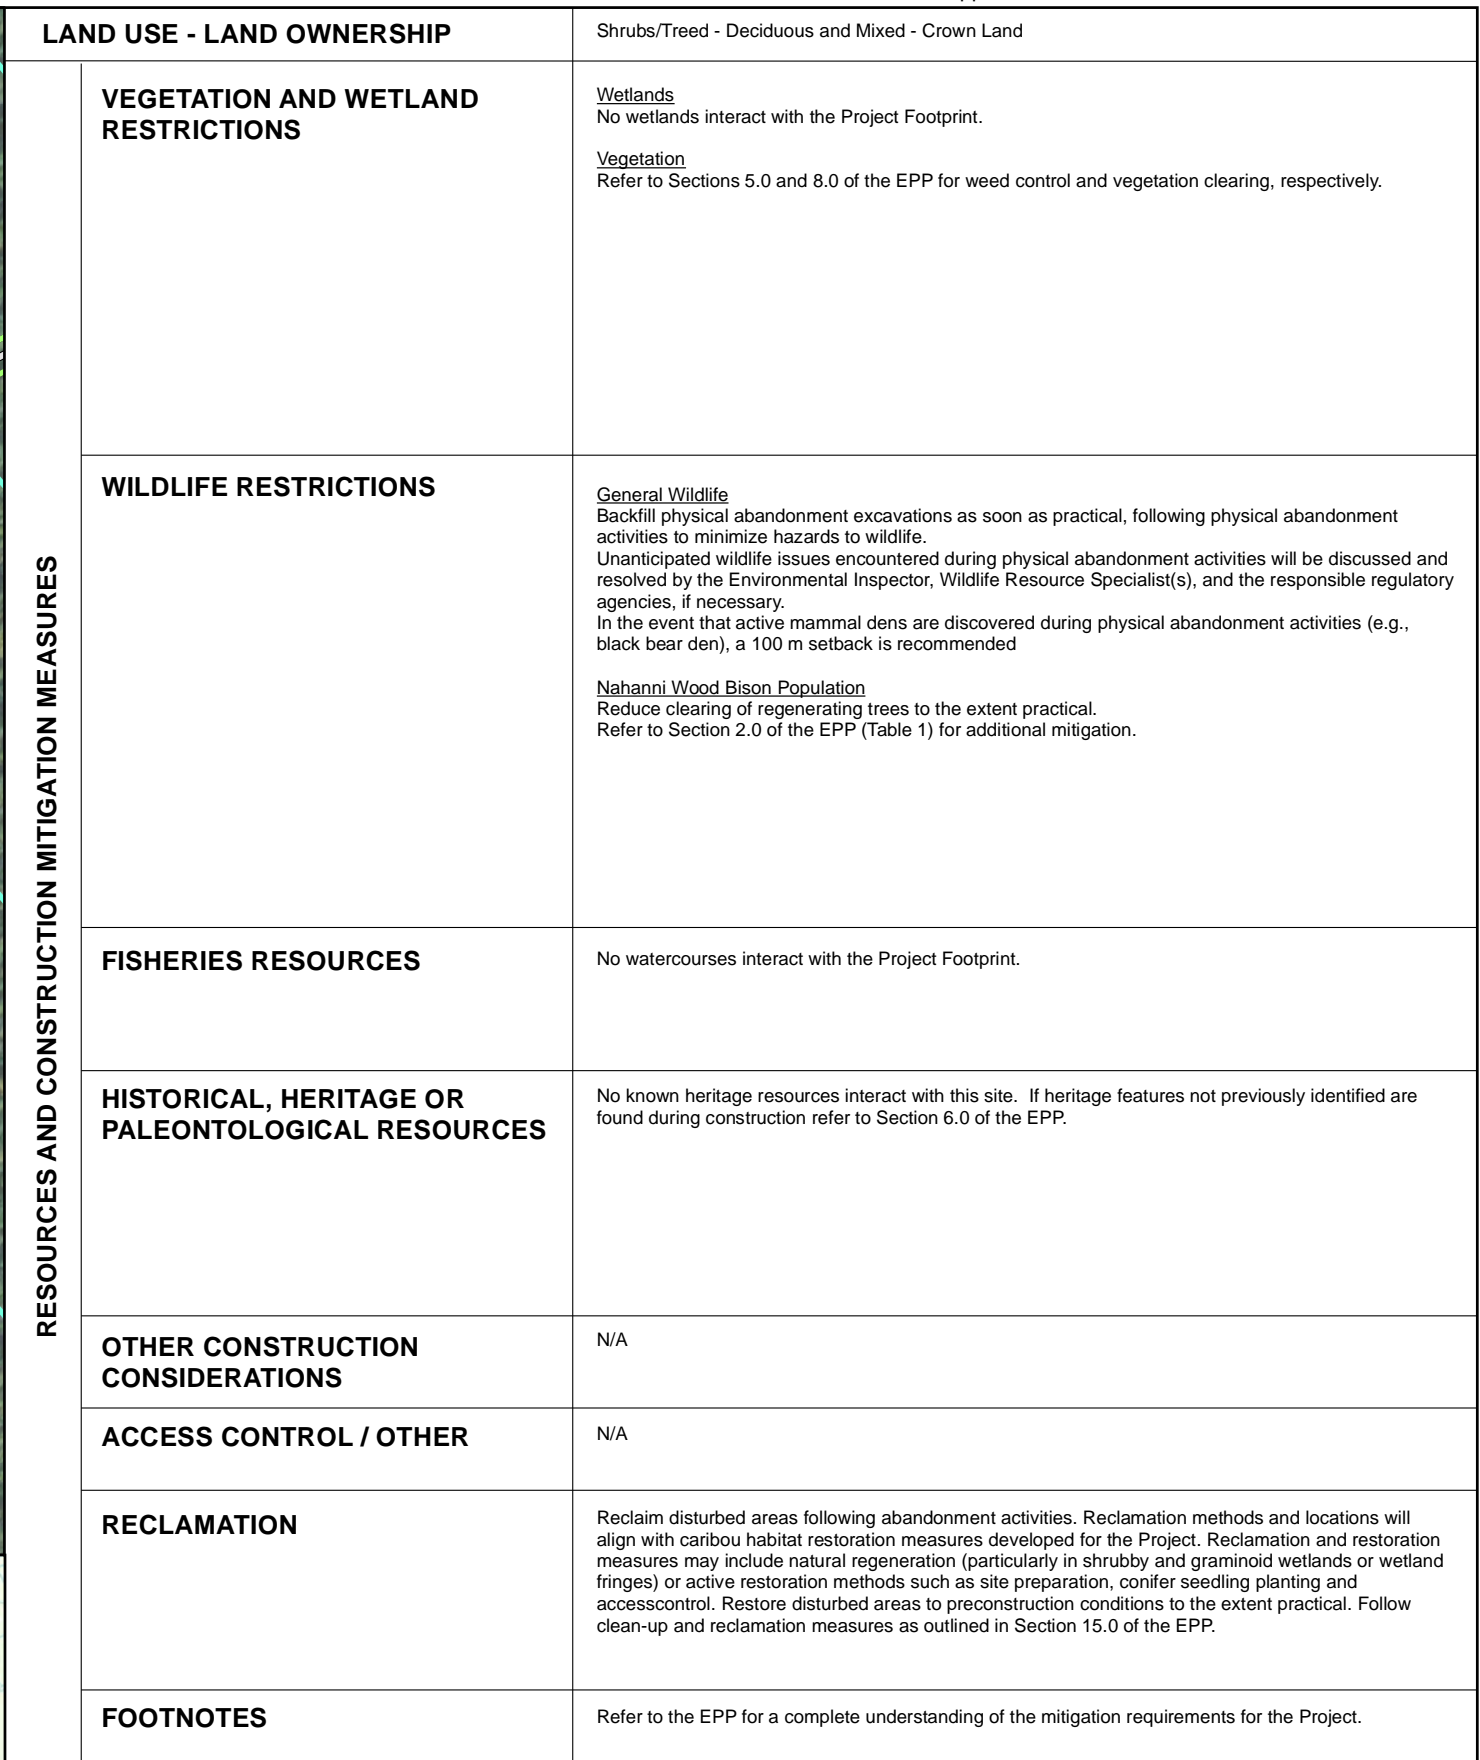 LAND USE - LAND OWNERSHIP
Shrubs/Treed - Deciduous and Mixed - Crown Land
RESOURCES AND CONSTRUCTION MITIGATION MEASURES
VEGETATION AND WETLAND
RESTRICTIONS
Wetlands
No wetlands interact with the Project Footprint.
Vegetation
Refer to Sections 5.0 and 8.0 of the EPP for weed control and vegetation clearing, respectively.
WILDLIFE RESTRICTIONS
General Wildlife
Backfill physical abandonment excavations as soon as practical, following physical abandonment
activities to minimize hazards to wildlife.
Unanticipated wildlife issues encountered during physical abandonment activities will be discussed and
resolved by the Environmental Inspector, Wildlife Resource Specialist(s), and the responsible regulatory
agencies, if necessary.
In the event that active mammal dens are discovered during physical abandonment activities (e.g.,
black bear den), a 100 m setback is recommended
Nahanni Wood Bison Population
Reduce clearing of regenerating trees to the extent practical.
Refer to Section 2.0 of the EPP (Table 1) for additional mitigation.
FISHERIES RESOURCES
No watercourses interact with the Project Footprint.
HISTORICAL, HERITAGE OR
PALEONTOLOGICAL RESOURCES
No known heritage resources interact with this site.  If heritage features not previously identified are
found during construction refer to Section 6.0 of the EPP.
OTHER CONSTRUCTION
CONSIDERATIONS
N/A
ACCESS CONTROL / OTHER
N/A
RECLAMATION
Reclaim disturbed areas following abandonment activities. Reclamation methods and locations will
align with caribou habitat restoration measures developed for the Project. Reclamation and restoration
measures may include natural regeneration (particularly in shrubby and graminoid wetlands or wetland
fringes) or active restoration methods such as site preparation, conifer seedling planting and
accesscontrol. Restore disturbed areas to preconstruction conditions to the extent practical. Follow
clean-up and reclamation measures as outlined in Section 15.0 of the EPP.
FOOTNOTES
Refer to the EPP for a complete understanding of the mitigation requirements for the Project.